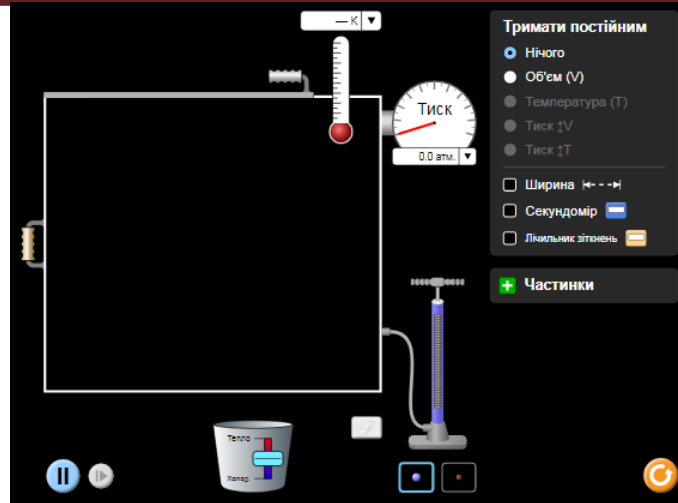 — K
Тиск
0.0 атм.
Тепло
Холод.
Тримати постійним
Нічого
Об'єм (V)
Температура (T)
Тиск ↕V
Тиск ↕T
Ширина
Секундомір
Лічильник зіткнень
Частинки